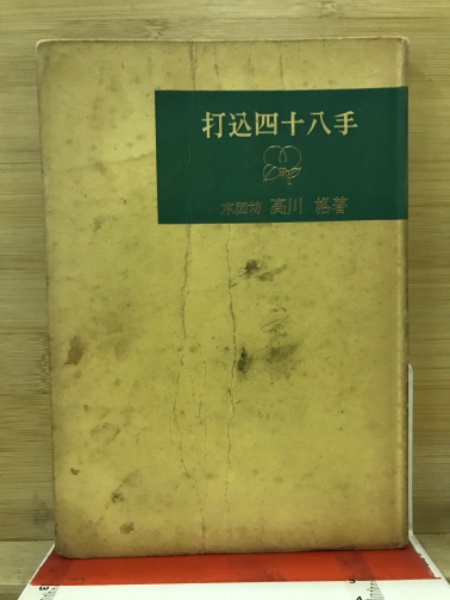 打込四十八手
本因坊 高川 格著